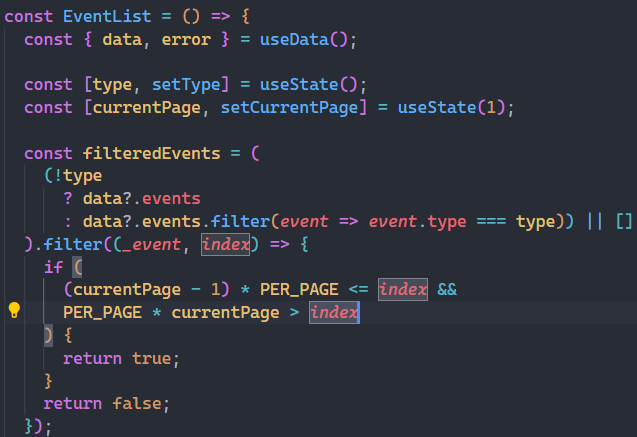 const EventList = () => {
  const { data, error } = useData();

  const [type, setType] = useState();
  const [currentPage, setCurrentPage] = useState(1);

  const filteredEvents = (
    (!type
      ? data?.events
      : data?.events.filter(event => event.type === type)) || []
  ).filter((_event, index) => {
    if (
      (currentPage - 1) * PER_PAGE <= index &&
      PER_PAGE * currentPage > index
    ) {
      return true;
    }
    return false;
  });